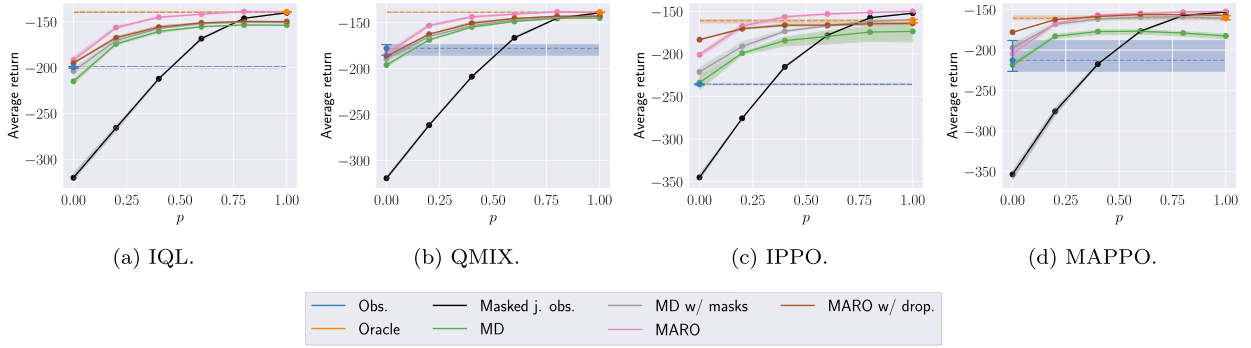 Average return
−150
−200
−250
−300
0.00 0.25 0.50 0.75 1.00
p
(a) IQL.
Average return
−150
−200
−250
−300
0.00 0.25 0.50 0.75 1.00
p
(b) QMIX.
Average return
−150
−200
−250
−300
−350
0.00 0.25 0.50 0.75 1.00
p
(c) IPPO.
Average return
−150
−200
−250
−300
−350
0.00 0.25 0.50 0.75 1.00
p
(d) MAPPO.
Obs. Masked j. obs. MD w/ masks MARO w/ drop.
Oracle MD MARO